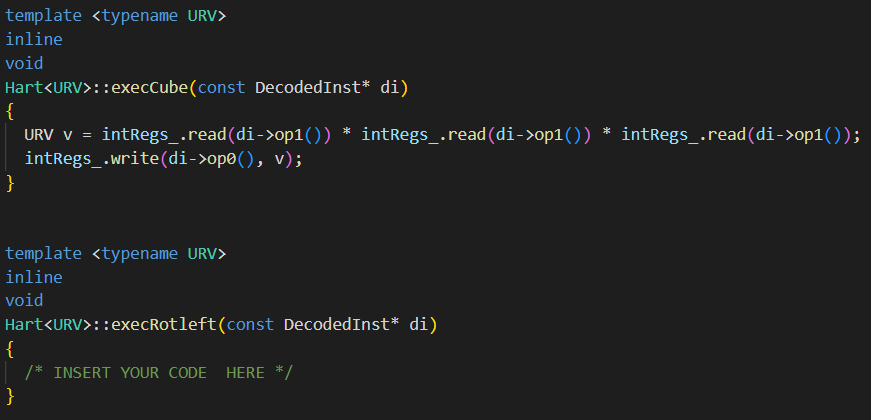 template <typename URV>
inline
void
Hart<URV>::execCube(const DecodedInst* di)
{
  URV v = intRegs_.read(di->op1()) * intRegs_.read(di->op1()) * intRegs_.read(di->op1());
  intRegs_.write(di->op0(), v);
}
template <typename URV>
inline
void
Hart<URV>::execRotleft(const DecodedInst* di)
{
  /* INSERT YOUR CODE  HERE */
}